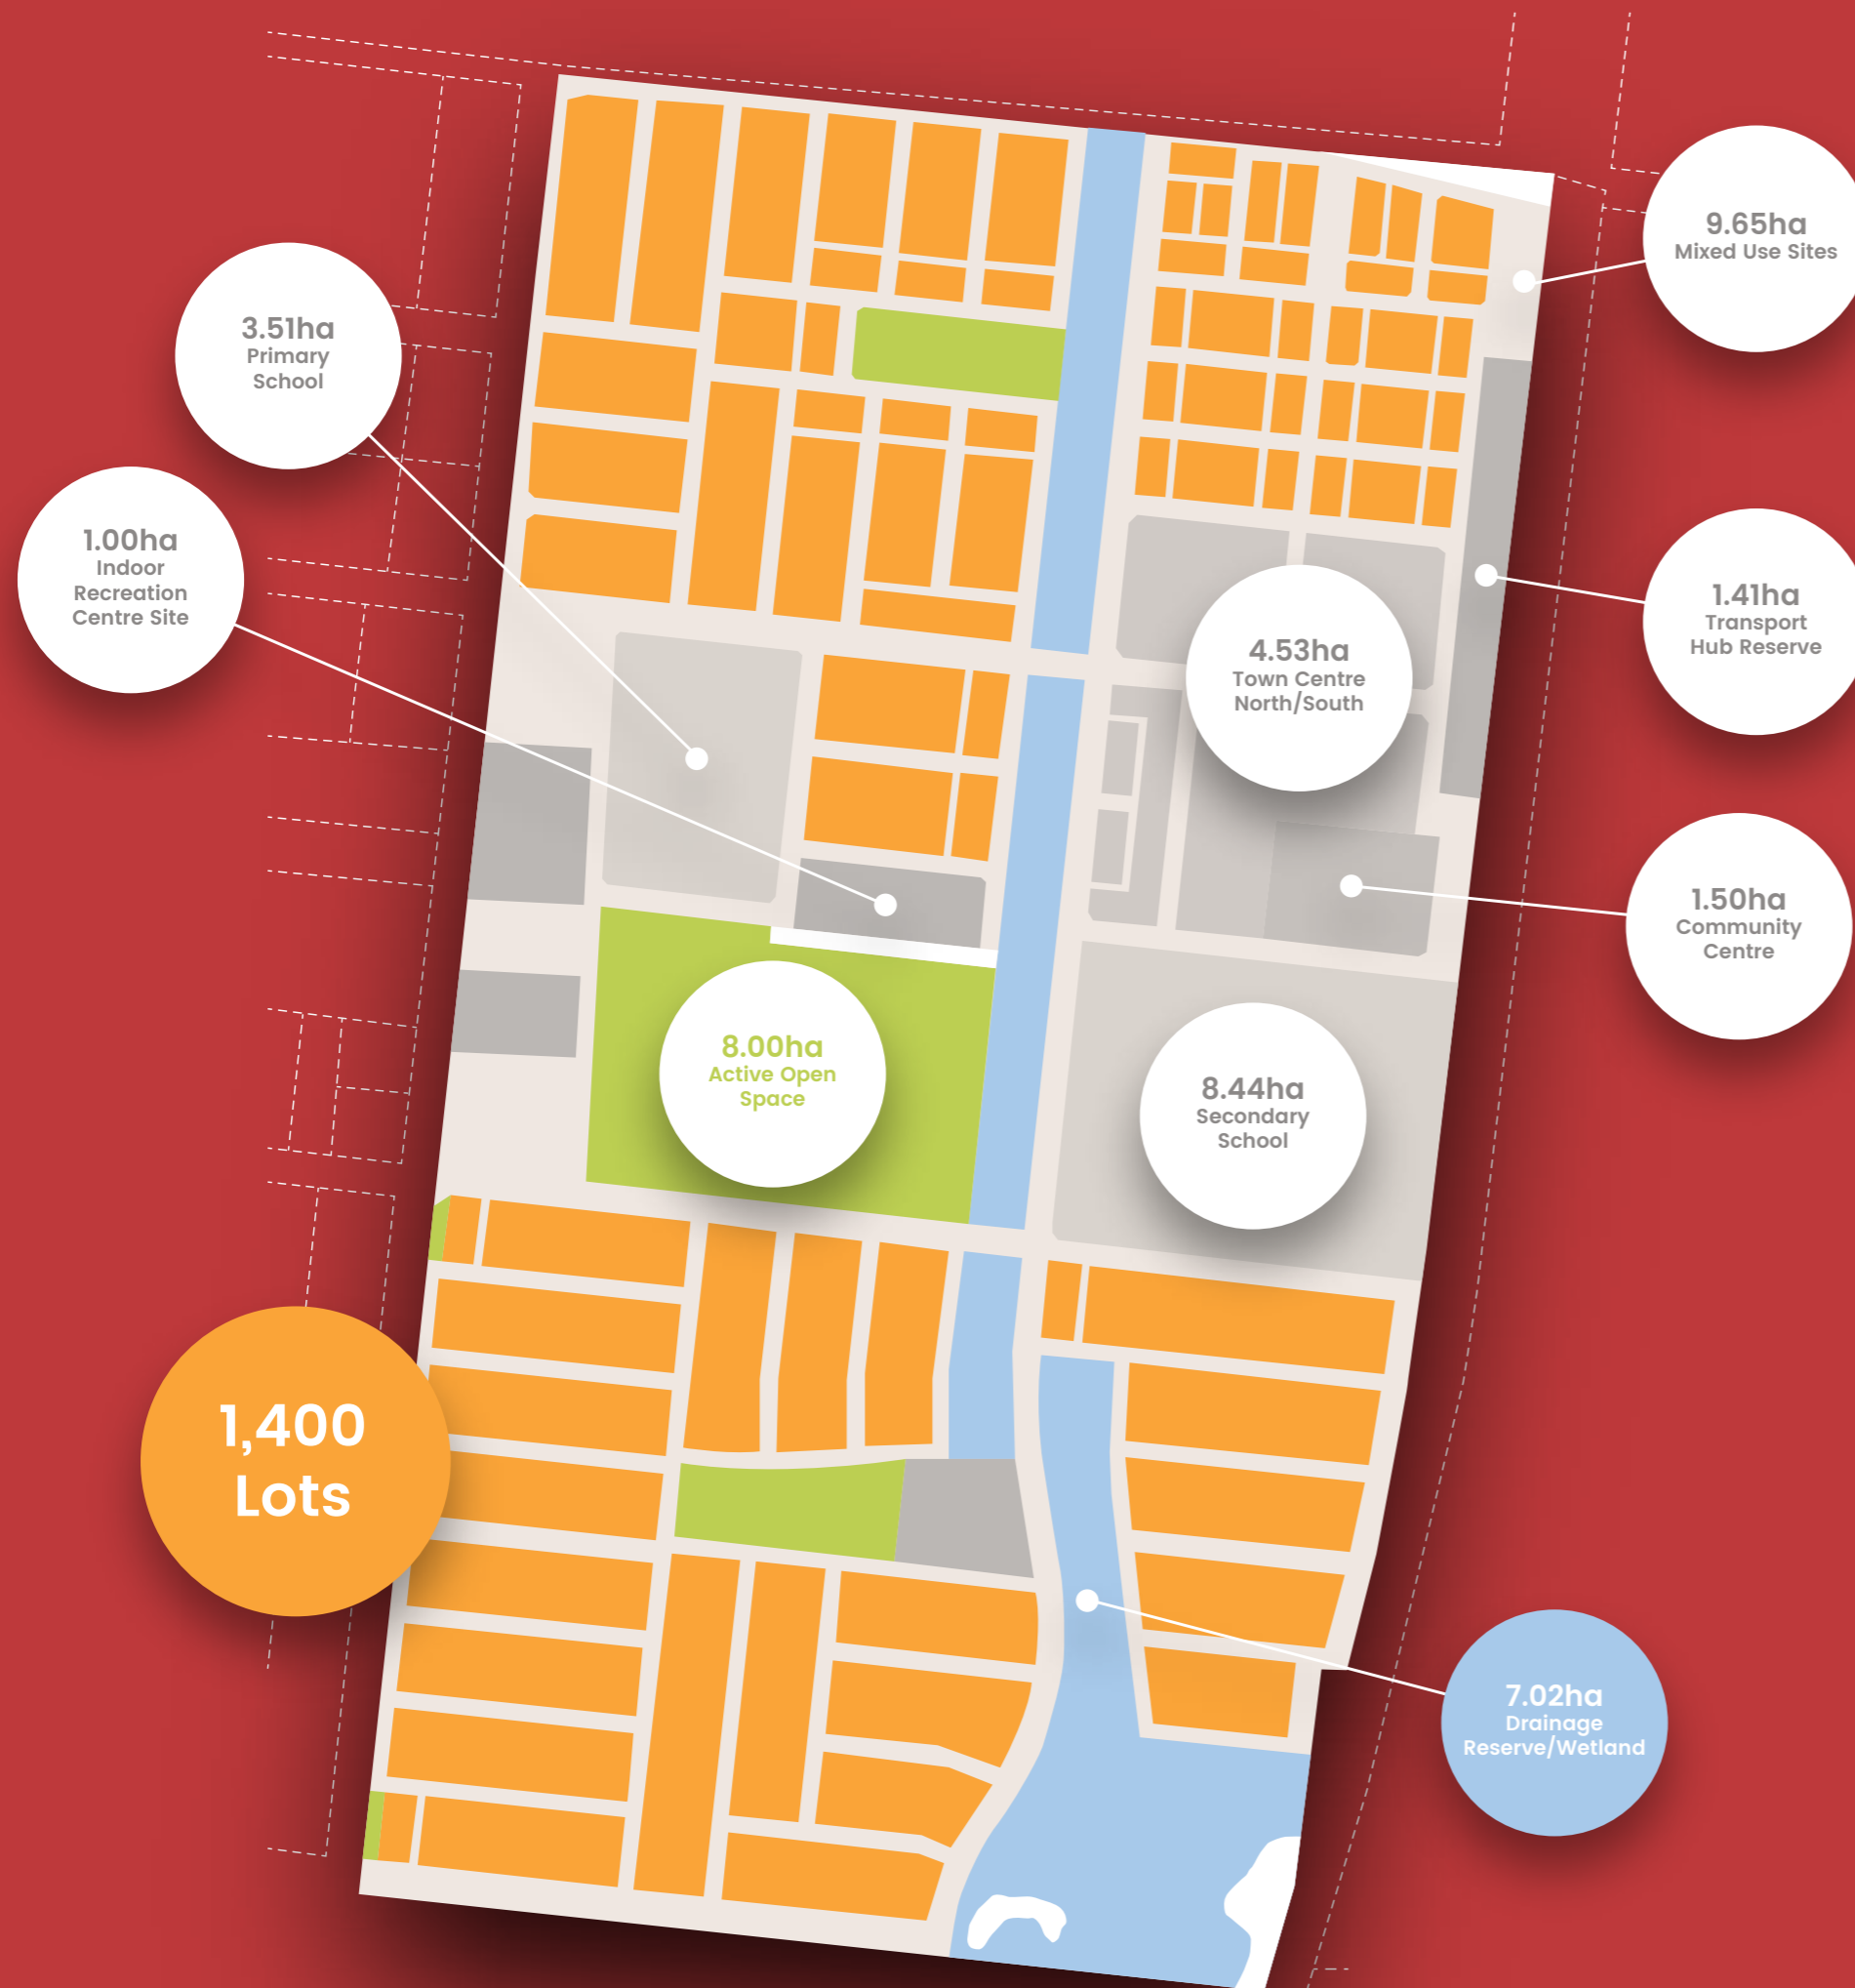 9.65ha
Mixed Use Sites
3.51ha
Primary
School
1.00ha
Indoor
Recreation
Centre Site
1.41ha
Transport
Hub Reserve
4.53ha
Town Centre
North/South
1.50ha
Community
Centre
8.00ha
Active Open
Space
8.44ha
Secondary
School
1,400
Lots
7.02ha
Drainage
Reserve/Wetland